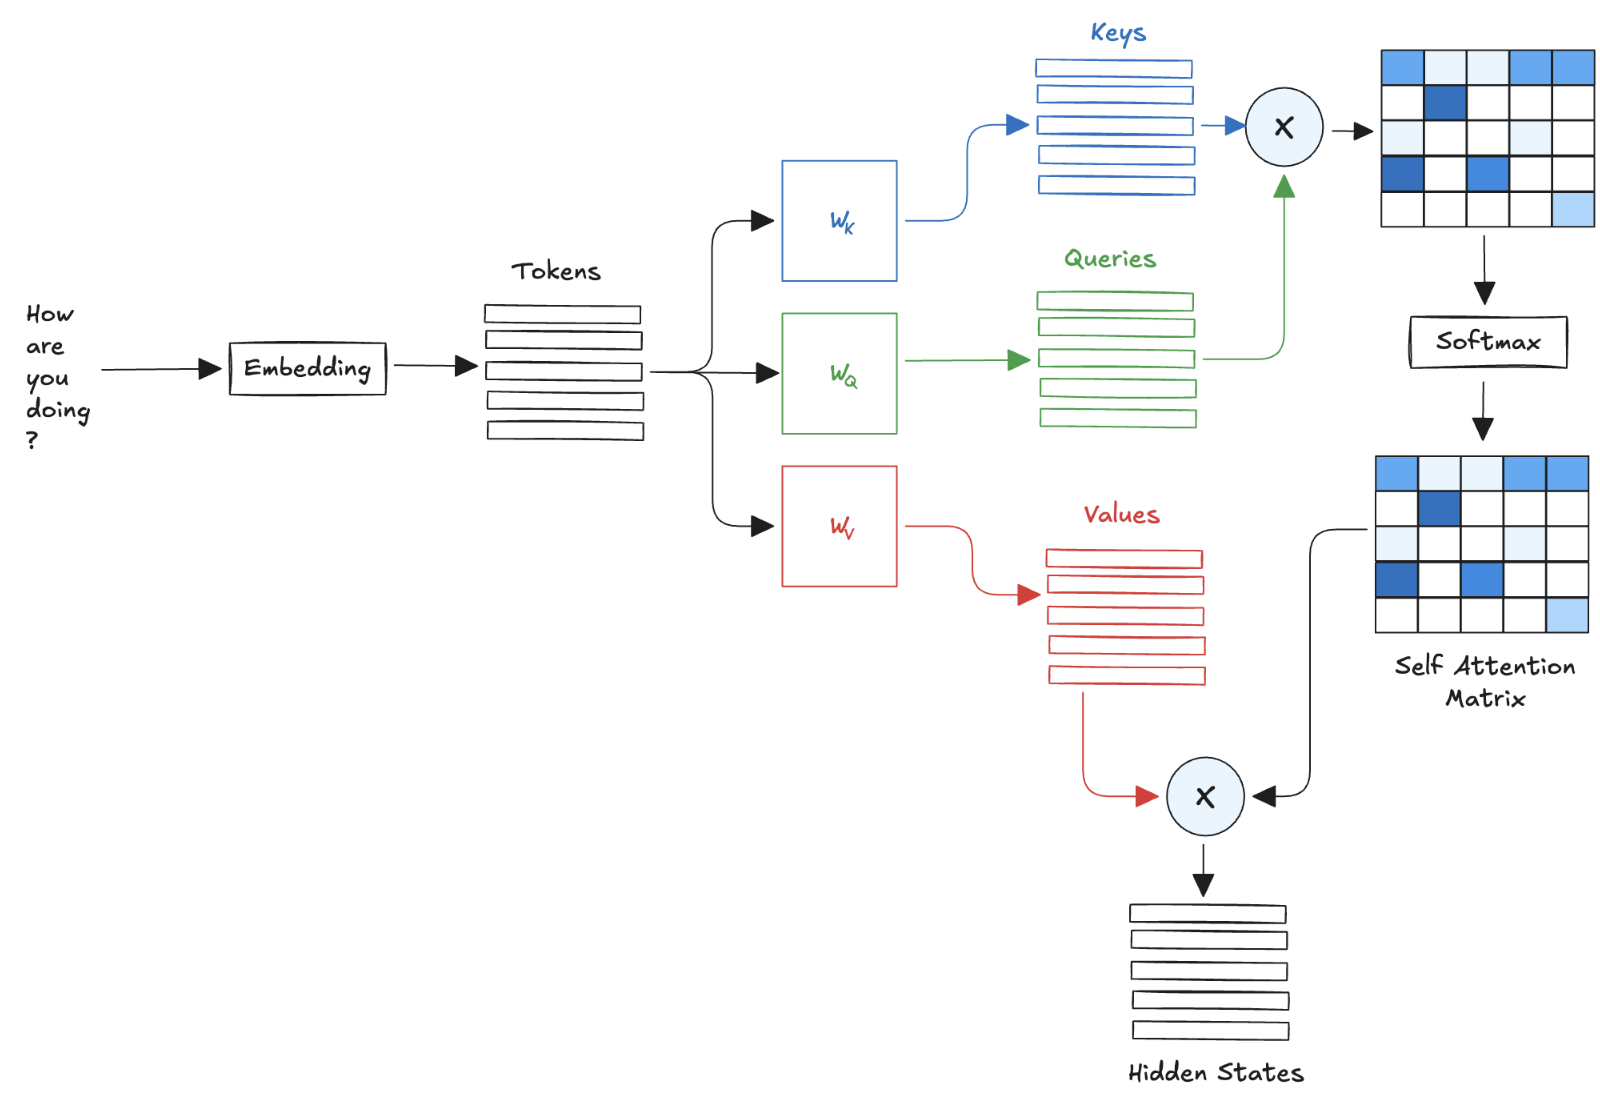 How
are
you
doing
?
Embedding
Tokens
W_K
W_Q
W_V
Keys
Queries
Values
x
Softmax
Self Attention
Matrix
x
Hidden States